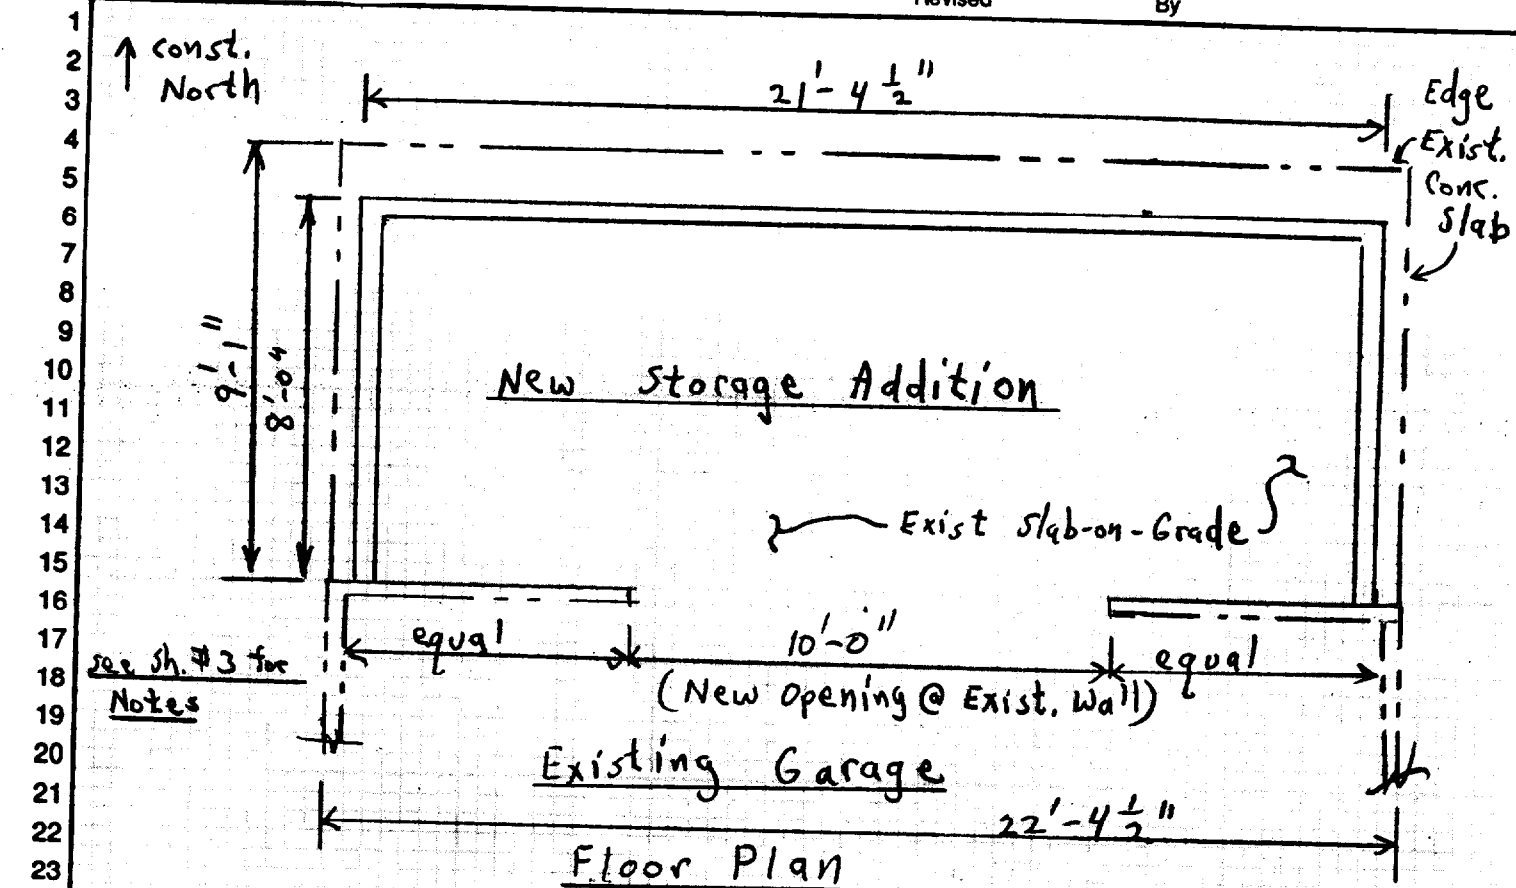 Revised By
1
2
3
4
5
6
7
8
9
10
11
12
13
14
15
16
17
18
19
20
21
22
23
const.
North
21'-4 1/2"
Edge
Exist.
Conc.
Slab
9'-1"
8'-0"
New Storage Addition
Exist Slab-on-Grade
equal
10'-0"
equal
(New Opening @ Exist. Wall)
See Sh. #3 for
Notes
Existing Garage
22'-4 1/2"
Floor Plan